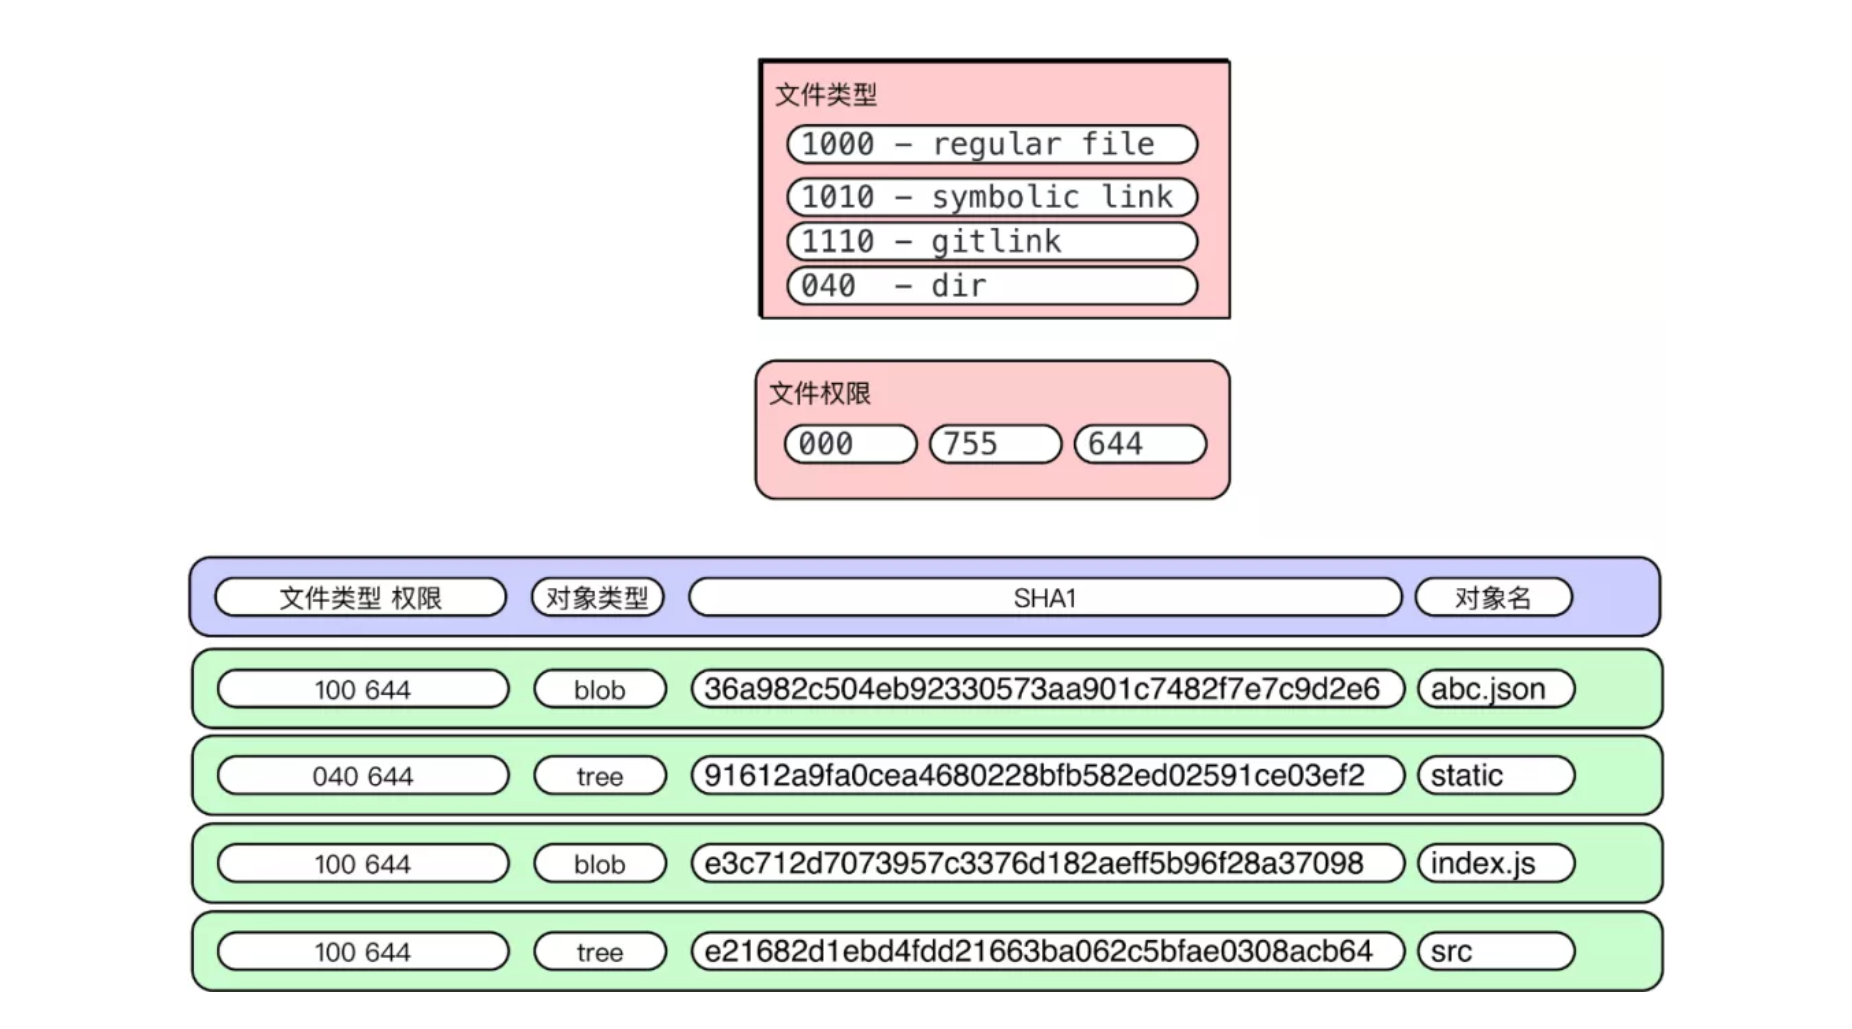 文件类型
1000 – regular file
1010 – symbolic link
1110 – gitlink
040 – dir
文件权限
000 755 644
文件类型 权限 对象类型 SHA1 对象名
100 644 blob 36a982c504eb92330573aa901c7482f7e7c9d2e6 abc.json
040 644 tree 91612a9fa0cea4680228bfb582ed02591ce03ef2 static
100 644 blob e3c712d7073957c3376d182aeff5b96f28a37098 index.js
100 644 tree e21682d1ebd4fdd21663ba062c5bfae0308acb64 src